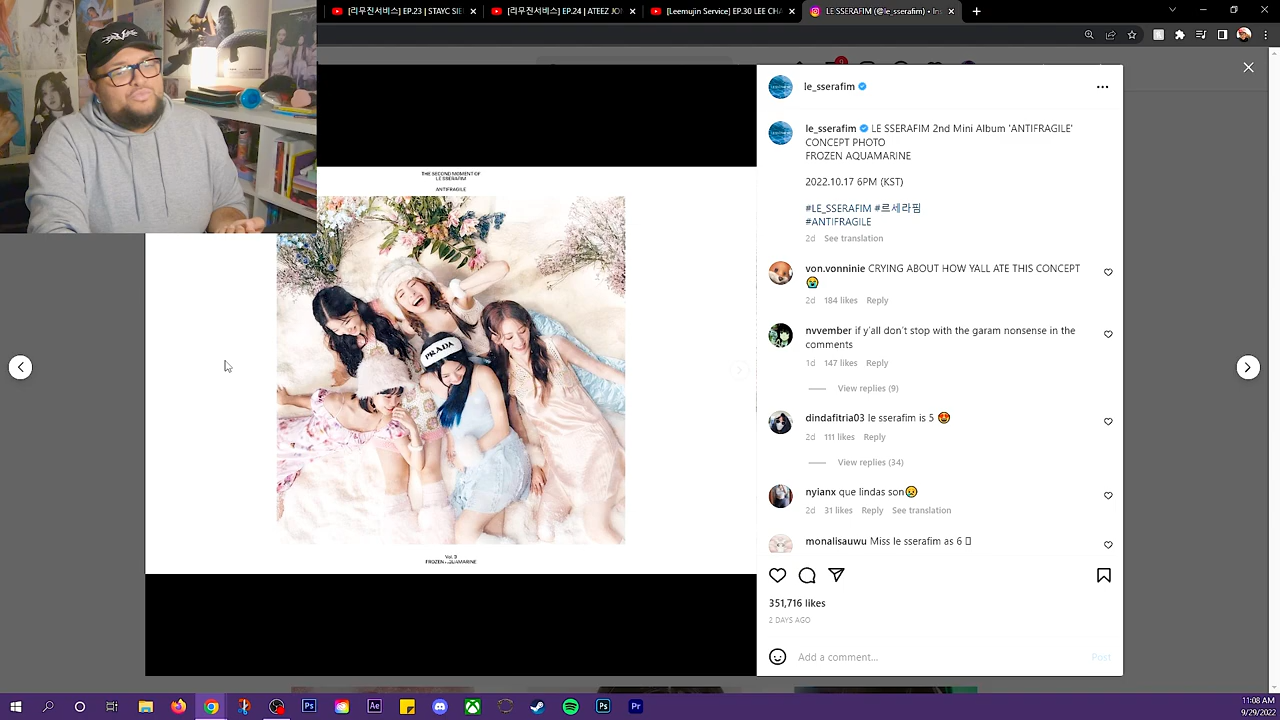 [리무진서비스] EP.23 | STAYC SIE
[리무진서비스] EP.24 | ATEEZ JO
[Leemujin Service] EP.30 LEE CHA
LE SSERAFIM (@le_sserafim) •
le_sserafim
le_sserafim LE SSERAFIM 2nd Mini Album 'ANTIFRAGILE'
CONCEPT PHOTO
FROZEN AQUAMARINE
2022.10.17 6PM (KST)
#LE_SSERAFIM #르세라핌
#ANTIFRAGILE
2d See translation
THE SECOND MOMENT OF
LE SSERAFIM
ANTIFRAGILE
PRADA
Vol. 3
FROZEN AQUAMARINE
von.vonninie CRYING ABOUT HOW YALL ATE THIS CONCEPT
😭
2d 184 likes Reply
nvvember if y'all don't stop with the garam nonsense in the
comments
1d 147 likes Reply
View replies (9)
dindafitria03 le sserafim is 5 🤩
2d 111 likes Reply
View replies (34)
nyianx que lindas son😥
2d 31 likes Reply See translation
monalisauwu Miss le sserafim as 6
351,716 likes
2 DAYS AGO
Add a comment...
Post
11:08 AM
9/29/2022